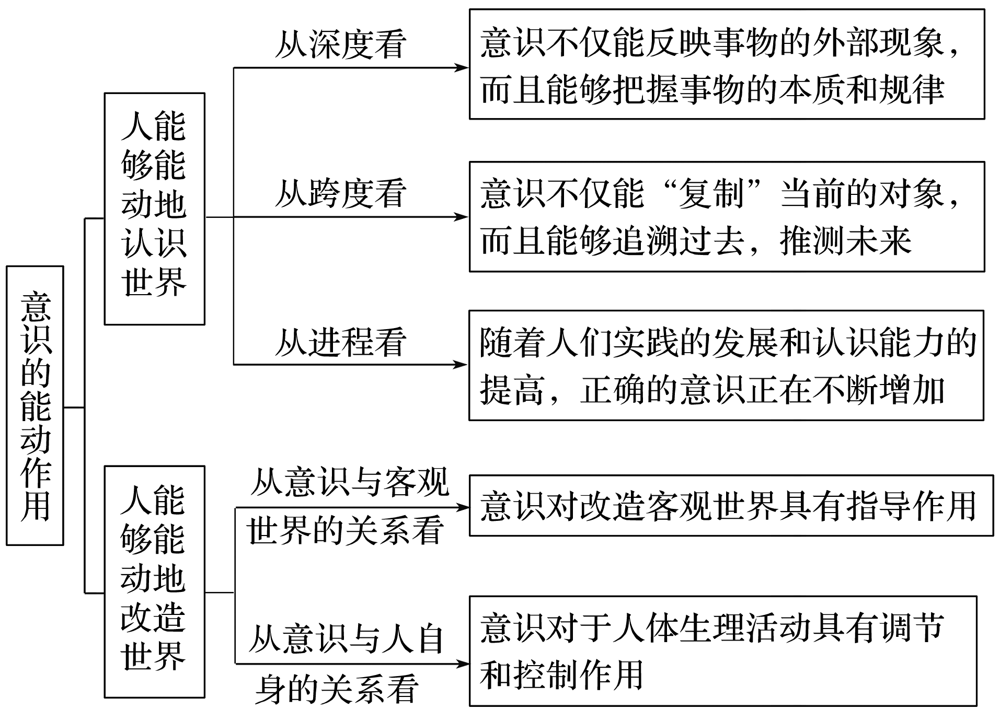 意识的能动作用
人能
够能
动地
认识
世界
从深度看
意识不仅能反映事物的外部现象，
而且能够把握事物的本质和规律
从跨度看
意识不仅能“复制”当前的对象，
而且能够追溯过去，推测未来
从进程看
随着人们实践的发展和认识能力的
提高，正确的意识正在不断增加
人能
够能
动地
改造
世界
从意识与客观
世界的关系看
意识对改造客观世界具有指导作用
从意识与人自
身的关系看
意识对于人体生理活动具有调节
和控制作用